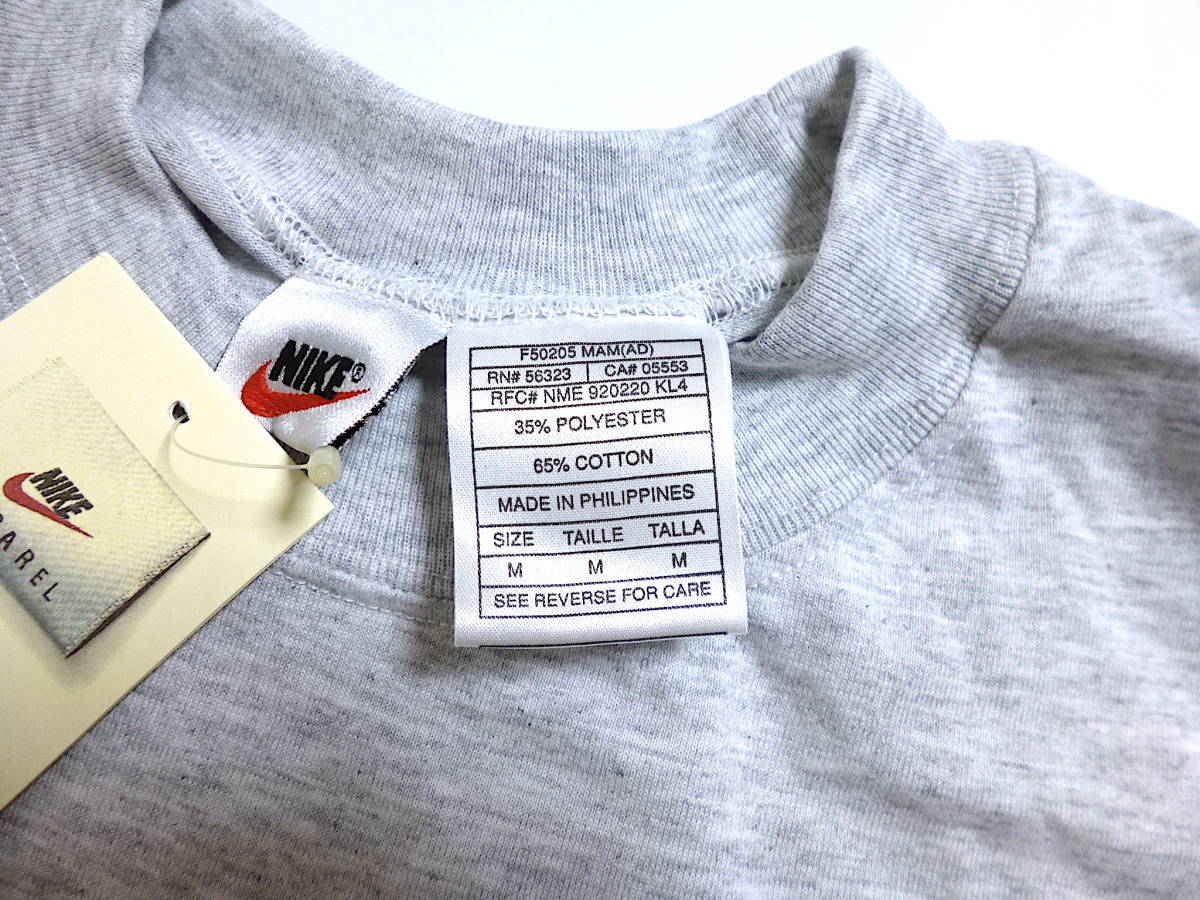 NIKE®
NIKE
AREL
F50205 MAM(AD)
RN# 56323 CA# 05553
RFC# NME 920220 KL4
35% POLYESTER
65% COTTON
MADE IN PHILIPPINES
SIZE TAILLE TALLA
M M M
SEE REVERSE FOR CARE